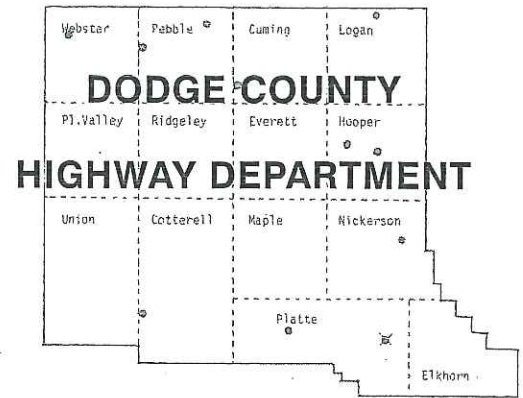 Webster Pebble Cuming Logan
DODGE COUNTY
Pl.Valley Ridgeley Everett Hooper
HIGHWAY DEPARTMENT
Union Cotterell Maple Nickerson
Platte
Elkhorn